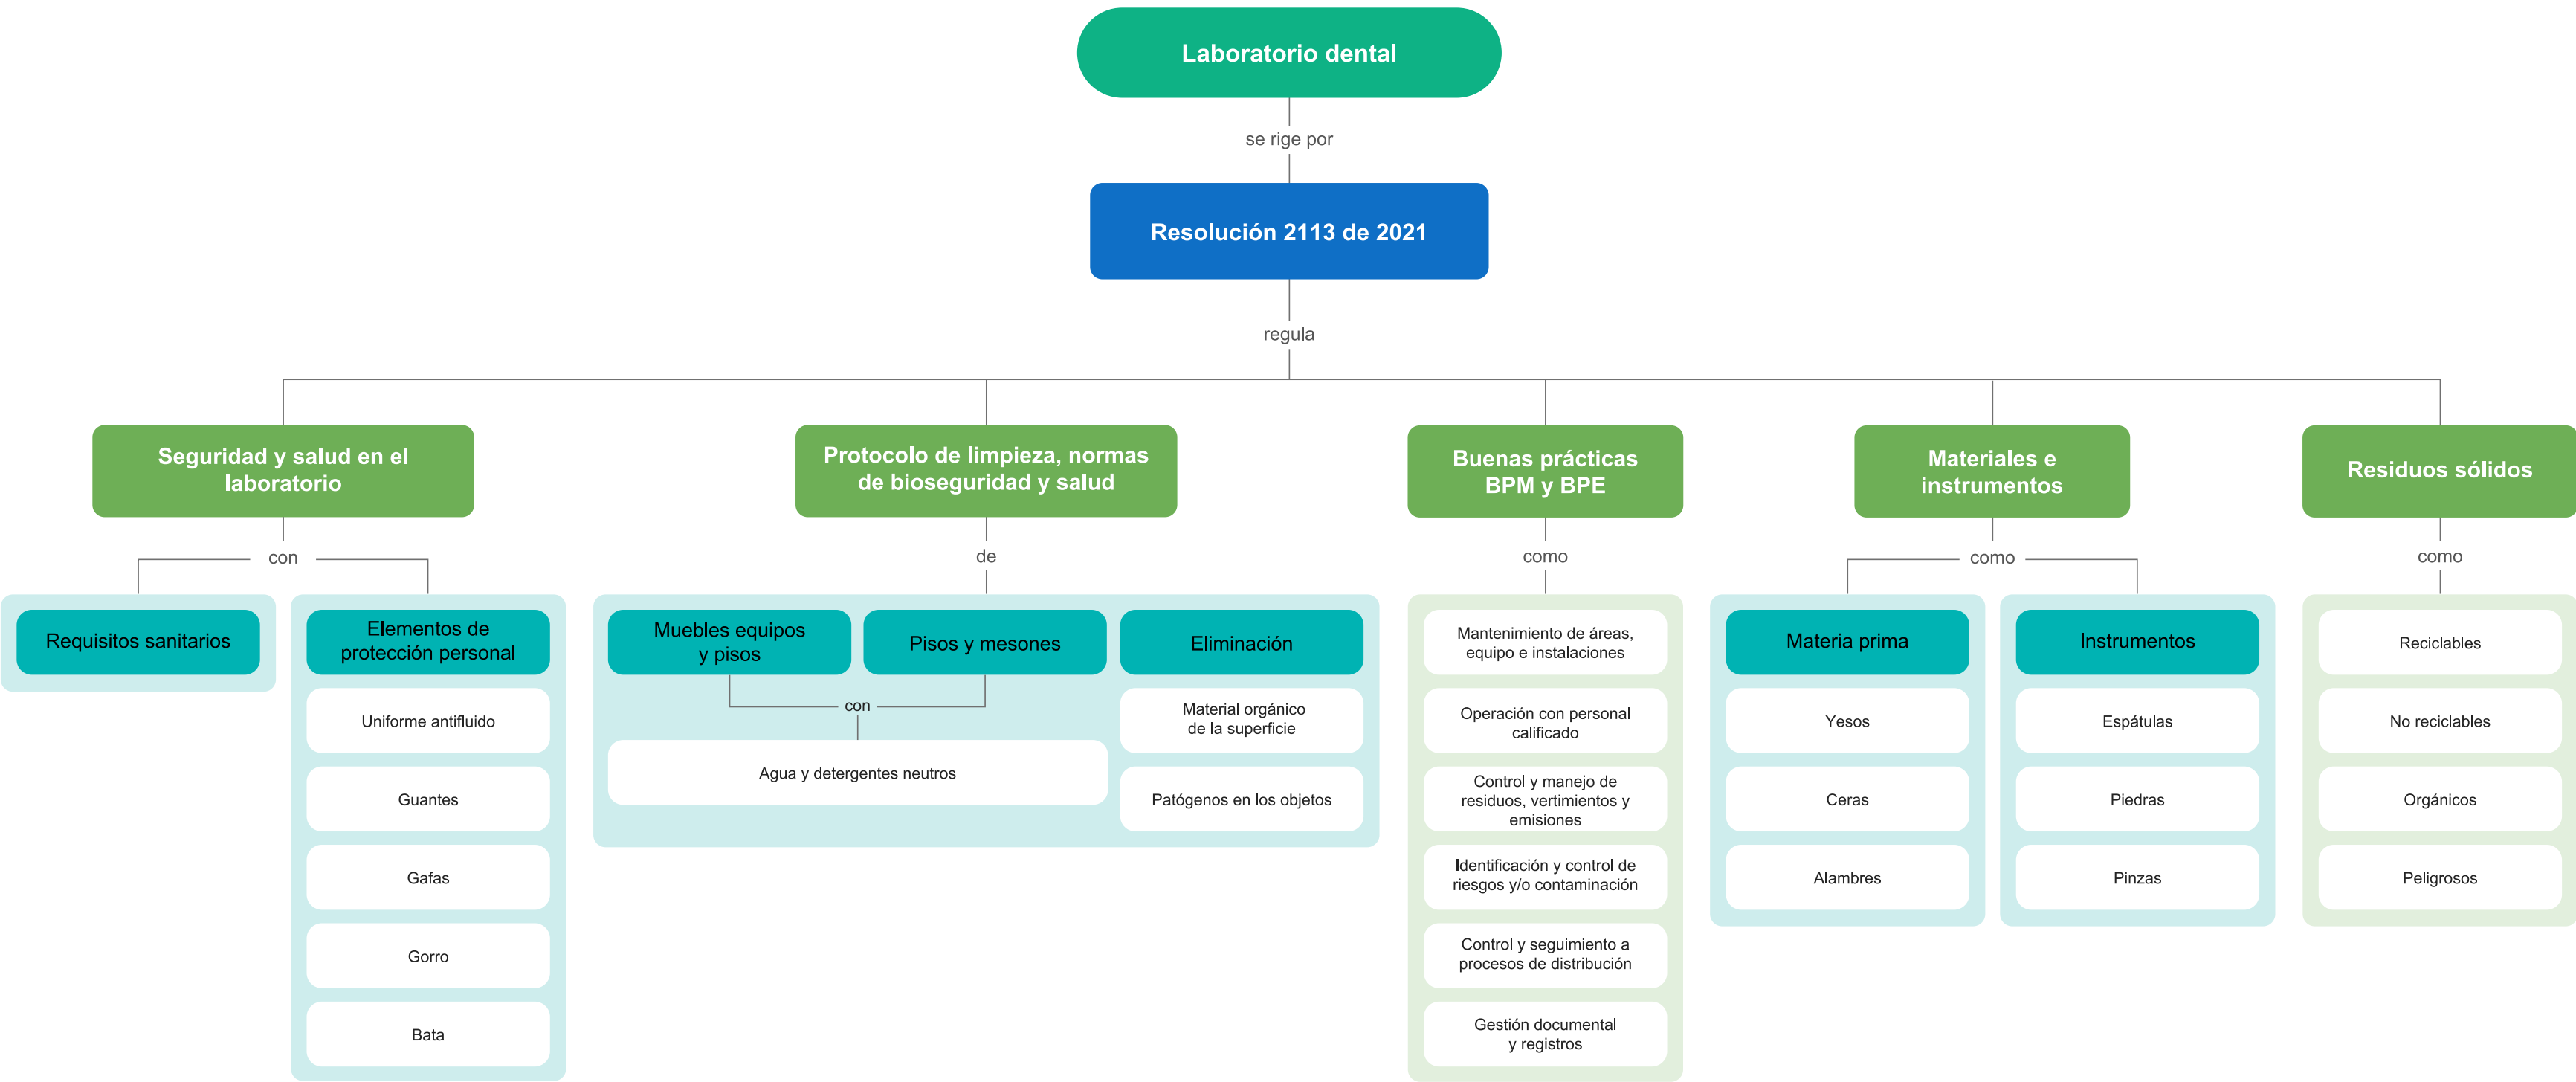 Laboratorio dental
se rige por
Resolución 2113 de 2021
regula
Seguridad y salud en el
laboratorio
con
Requisitos sanitarios
Elementos de
protección personal
Uniforme antifluido
Guantes
Gafas
Gorro
Bata
Protocolo de limpieza, normas
de bioseguridad y salud
de
Muebles equipos
y pisos
Pisos y mesones
con
Agua y detergentes neutros
Eliminación
Material orgánico
de la superficie
Patógenos en los objetos
Buenas prácticas
BPM y BPE
como
Mantenimiento de áreas,
equipo e instalaciones
Operación con personal
calificado
Control y manejo de
residuos, vertimientos y
emisiones
Identificación y control de
riesgos y/o contaminación
Control y seguimiento a
procesos de distribución
Gestión documental
y registros
Materiales e
instrumentos
como
Materia prima
Yesos
Ceras
Alambres
Instrumentos
Espátulas
Piedras
Pinzas
Residuos sólidos
como
Reciclables
No reciclables
Orgánicos
Peligrosos